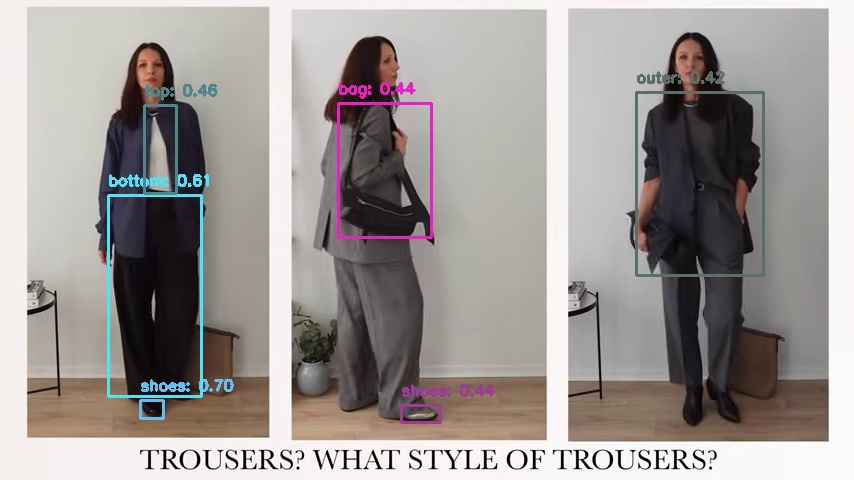 top: 0.46
bag: 0.44
outer: 0.42
bottom: 0.61
shoes: 0.70
shoes: 0.44
TROUSERS? WHAT STYLE OF TROUSERS?